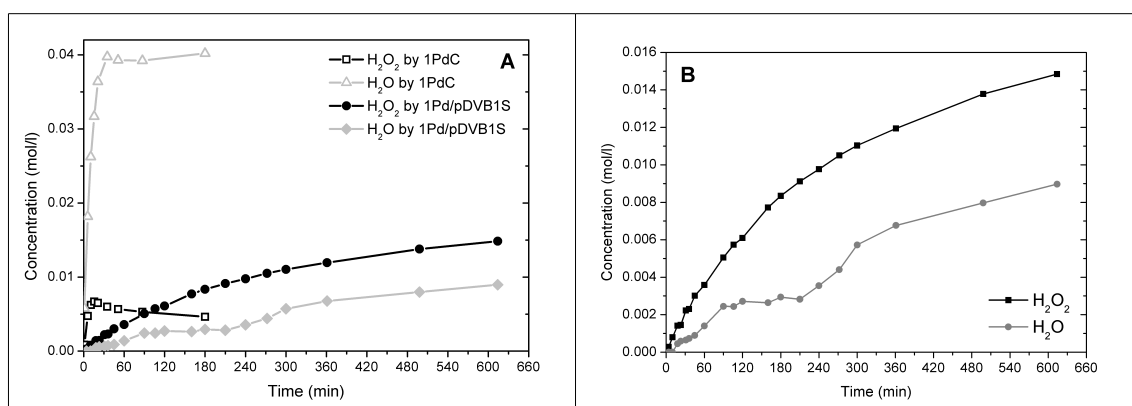 A
H₂O₂ by 1PdC
H₂O by 1PdC
H₂O₂ by 1Pd/pDVB1S
H₂O by 1Pd/pDVB1S
Concentration (mol/l)
0.04
0.03
0.02
0.01
0.00
0 60 120 180 240 300 360 420 480 540 600 660
Time (min)
B
Concentration (mol/l)
0.016
0.014
0.012
0.010
0.008
0.006
0.004
0.002
0.000
H₂O₂
H₂O
0 60 120 180 240 300 360 420 480 540 600 660
Time (min)